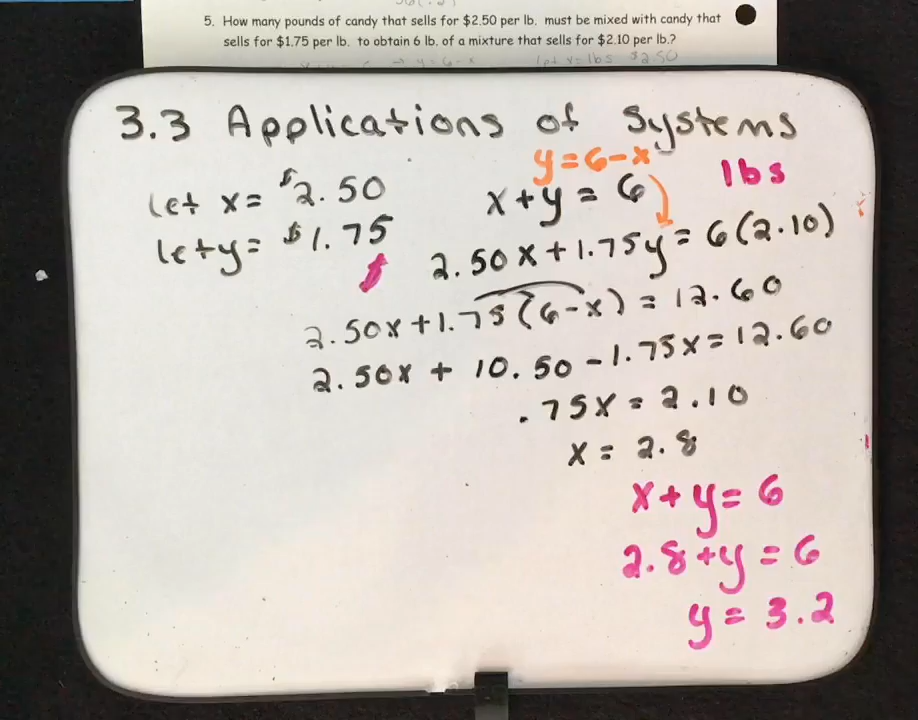 5. How many pounds of candy that sells for $2.50 per lb. must be mixed with candy that
sells for $1.75 per lb. to obtain 6 lb. of a mixture that sells for $2.10 per lb.?
3.3 Applications of Systems
y=6-x
lbs
let x= $2.50
x+y = 6
let y= $1.75
2.50x+1.75y = 6(2.10)
2.50x+1.75(6-x) = 12.60
2.50x + 10.50 -1.75x = 12.60
.75x = 2.10
x = 2.8
x+y=6
2.8+y=6
y= 3.2